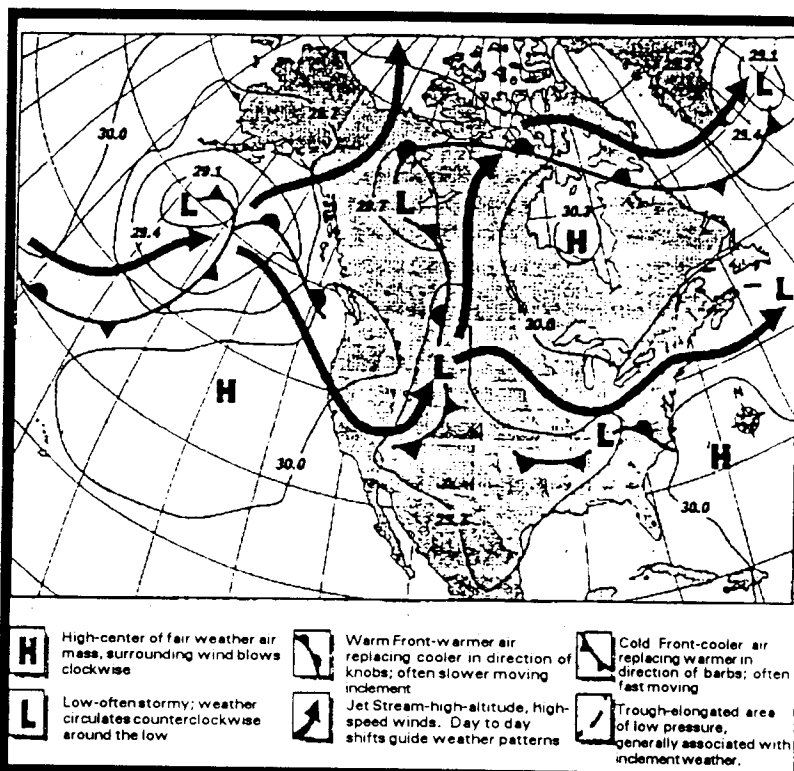 29.1
L
30.0
29.2
29.4
29.1
L
29.4
L
30.3
H
L
L
30.0
H
30.0
L
H
30.0
H High-center of fair weather air
mass, surrounding wind blows
clockwise
L Low-often stormy; weather
circulates counterclockwise
around the low
Warm Front-warmer air
replacing cooler in direction of
knobs; often slower moving
inclement
Jet Stream-high-altitude, high-
speed winds. Day to day
shifts guide weather patterns
Cold Front-cooler air
replacing warmer in
direction of barbs; often
fast moving
Trough-elongated area
of low pressure,
generally associated with
inclement weather.